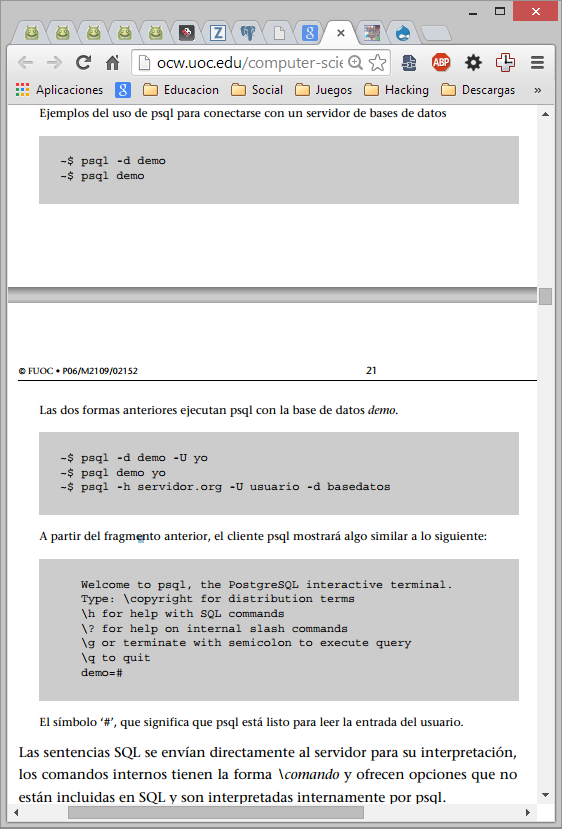 ocw.uoc.edu/computer-scie
Aplicaciones
Educacion
Social
Juegos
Hacking
Descargas
»
Ejemplos del uso de psql para conectarse con un servidor de bases de datos
~$ psql -d demo
~$ psql demo
© FUOC • P06/M2109/02152
21
Las dos formas anteriores ejecutan psql con la base de datos demo.
~$ psql -d demo -U yo
~$ psql demo yo
~$ psql -h servidor.org -U usuario -d basedatos
A partir del fragmento anterior, el cliente psql mostrará algo similar a lo siguiente:
Welcome to psql, the PostgreSQL interactive terminal.
Type: \copyright for distribution terms
\h for help with SQL commands
\? for help on internal slash commands
\g or terminate with semicolon to execute query
\q to quit
demo=#
El símbolo ‘#’, que significa que psql está listo para leer la entrada del usuario.
Las sentencias SQL se envían directamente al servidor para su interpretación,
los comandos internos tienen la forma \comando y ofrecen opciones que no
están incluidas en SQL y son interpretadas internamente por psql.